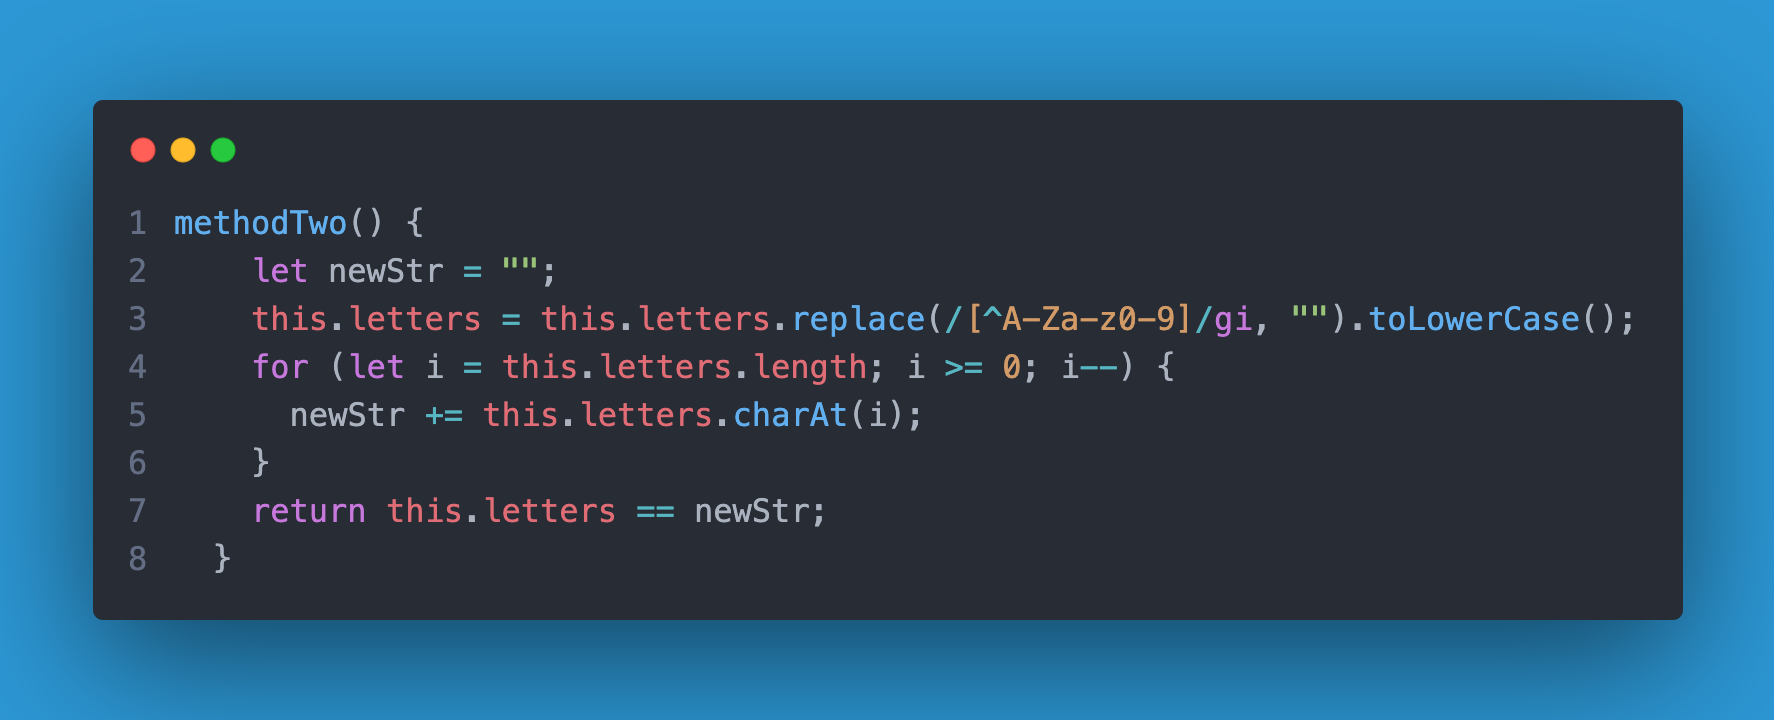 1 methodTwo() {
2     let newStr = "";
3     this.letters = this.letters.replace(/[^A-Za-z0-9]/gi, "").toLowerCase();
4     for (let i = this.letters.length; i >= 0; i--) {
5       newStr += this.letters.charAt(i);
6     }
7     return this.letters == newStr;
8   }